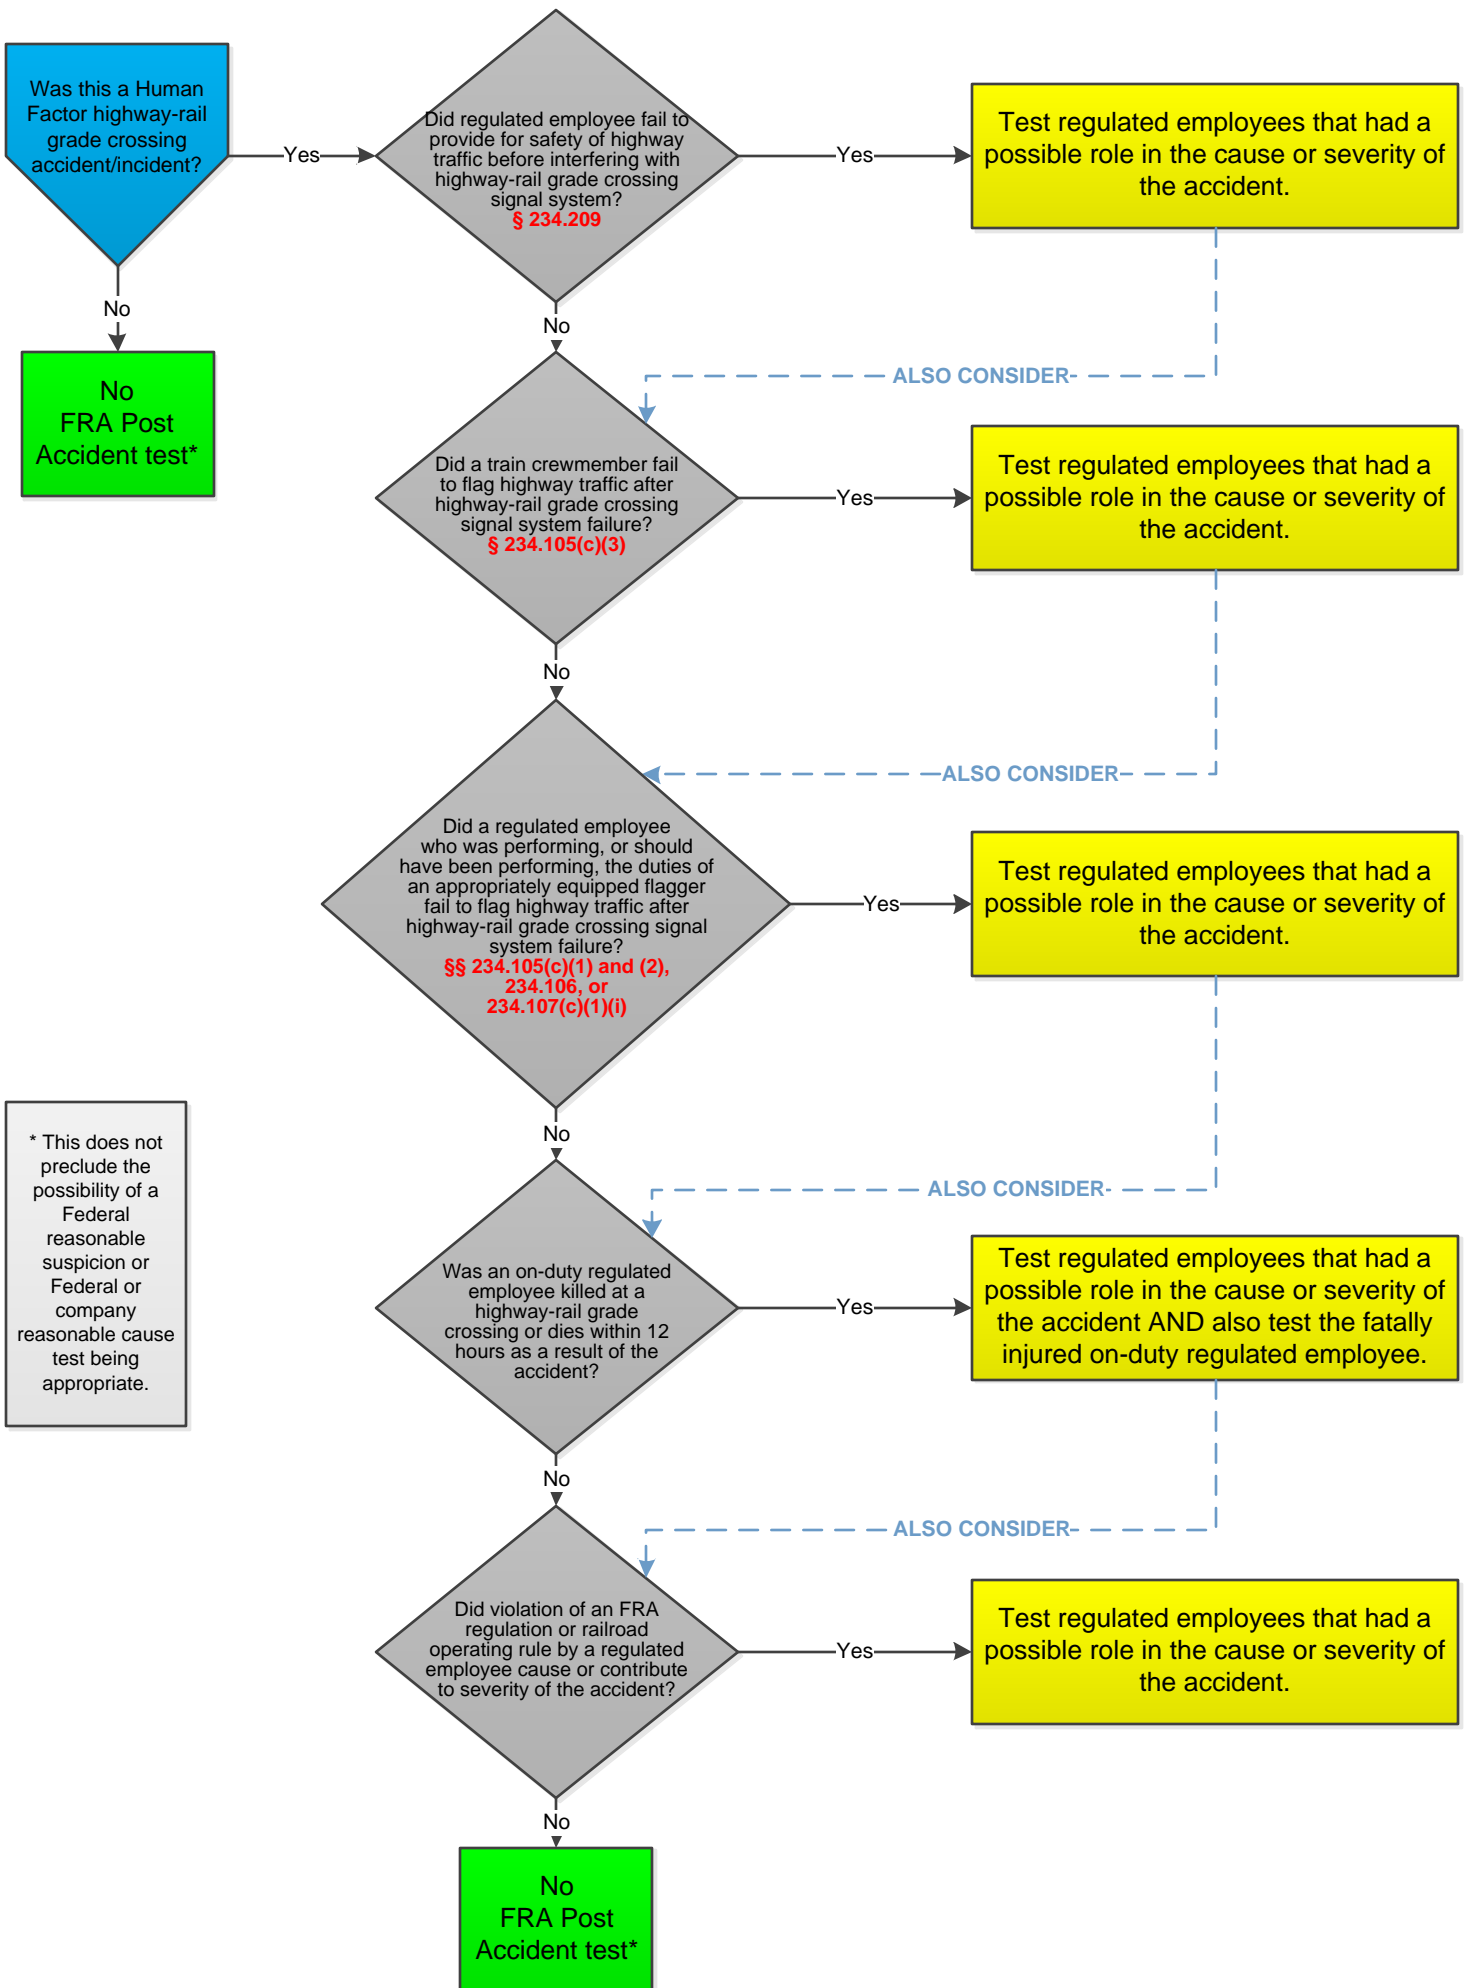 Was this a Human
Factor highway-rail
grade crossing
accident/incident?
Yes
Did regulated employee fail to
provide for safety of highway
traffic before interfering with
highway-rail grade crossing
signal system?
§ 234.209
Yes
Test regulated employees that had a
possible role in the cause or severity of
the accident.
No
No
FRA Post
Accident test*
No
ALSO CONSIDER
Did a train crewmember fail
to flag highway traffic after
highway-rail grade crossing
signal system failure?
§ 234.105(c)(3)
Yes
Test regulated employees that had a
possible role in the cause or severity of
the accident.
No
ALSO CONSIDER
Did a regulated employee
who was performing, or should
have been performing, the duties of
an appropriately equipped flagger
fail to flag highway traffic after
highway-rail grade crossing signal
system failure?
§§ 234.105(c)(1) and (2),
234.106, or
234.107(c)(1)(i)
Yes
Test regulated employees that had a
possible role in the cause or severity of
the accident.
* This does not
preclude the
possibility of a
Federal
reasonable
suspicion or
Federal or
company
reasonable cause
test being
appropriate.
No
ALSO CONSIDER
Was an on-duty regulated
employee killed at a
highway-rail grade
crossing or dies within 12
hours as a result of the
accident?
Yes
Test regulated employees that had a
possible role in the cause or severity of
the accident AND also test the fatally
injured on-duty regulated employee.
No
ALSO CONSIDER
Did violation of an FRA
regulation or railroad
operating rule by a regulated
employee cause or contribute
to severity of the accident?
Yes
Test regulated employees that had a
possible role in the cause or severity of
the accident.
No
No
FRA Post
Accident test*